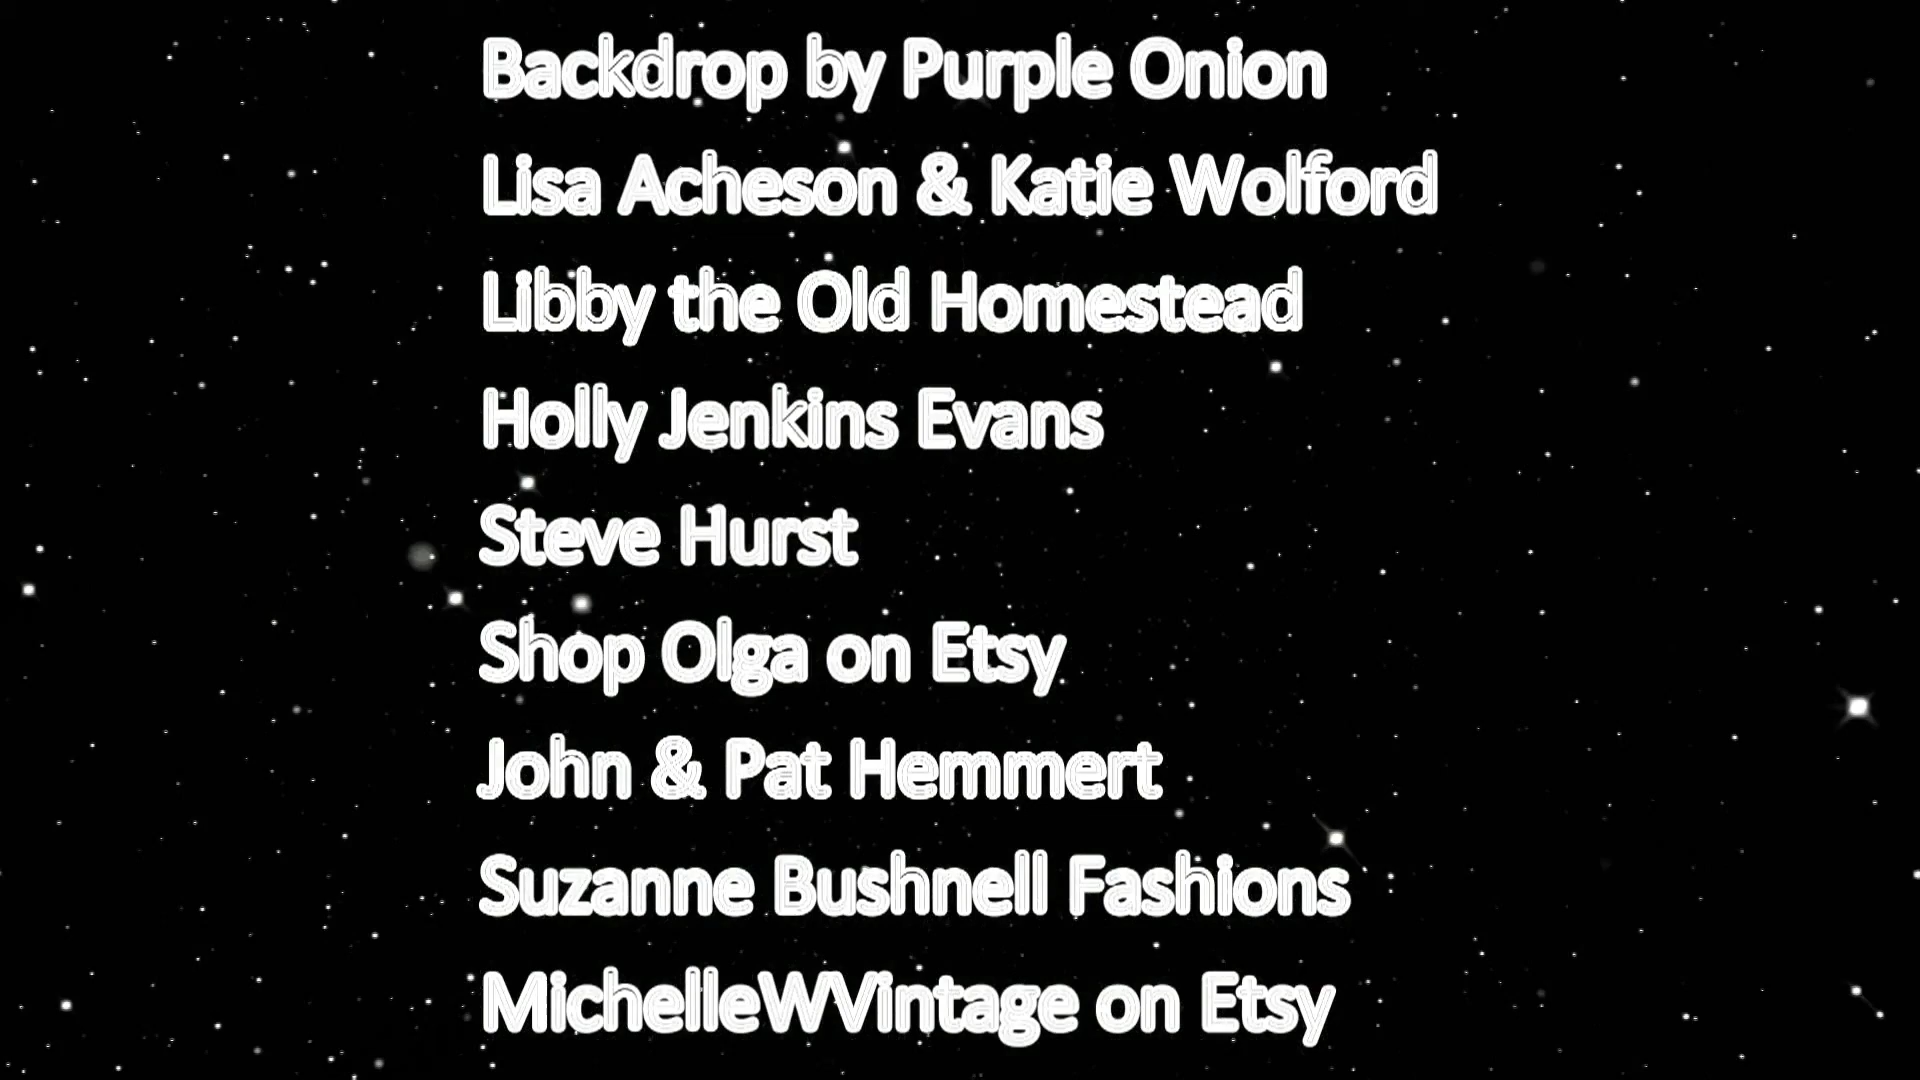 Backdrop by Purple Onion
Lisa Acheson & Katie Wolford
Libby the Old Homestead
Holly Jenkins Evans
Steve Hurst
Shop Olga on Etsy
John & Pat Hemmert
Suzanne Bushnell Fashions
MichelleWVintage on Etsy